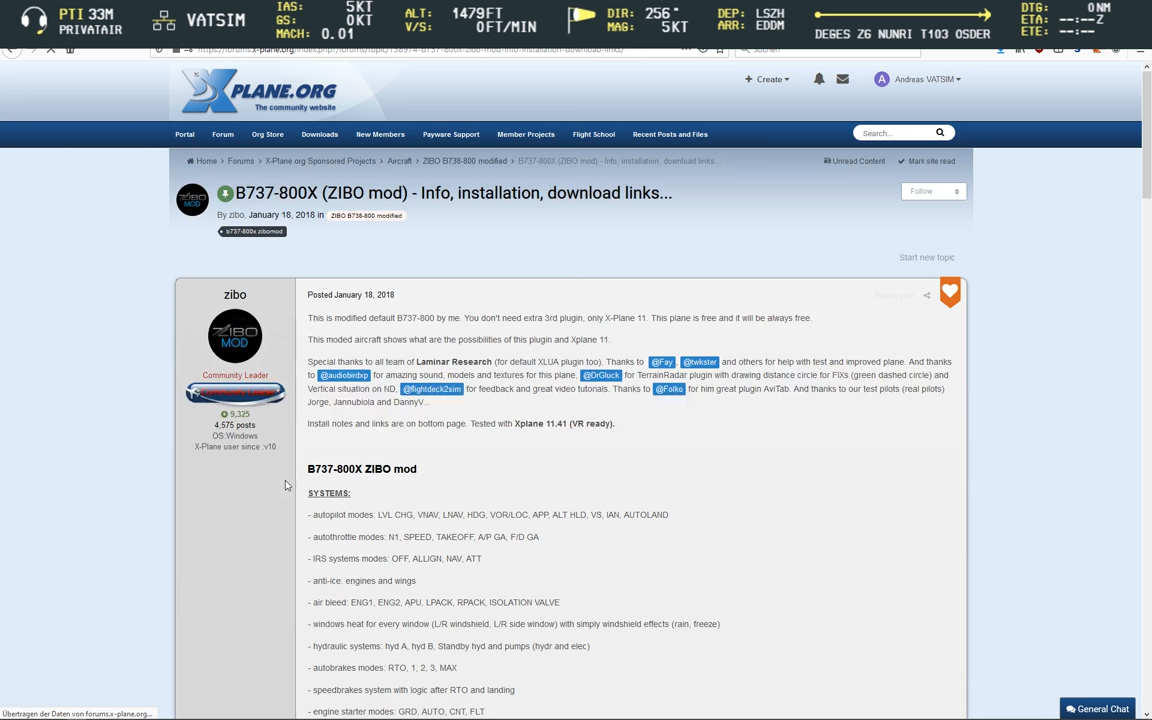 PTI 33M
PRIVATAIR
VATSIM
IAS: 5KT
GS: 0KT
MACH: 0.01
ALT: 1479FT
V/S: 0FT/MIN
DIR: 256°
MAG: 5KT
DEP: LSZH
ARR: EDDM
DEGES Z6 NUNRI T103 OSDER
DTG: 0NM
ETA: --:--Z
ETE: --:--
Suchen
XPLANE.ORG
The community website
+ Create
Andreas VATSIM
A
Portal Forum Org Store Downloads New Members Payware Support Member Projects Flight School Recent Posts and Files
Search...
Home > Forums > X-Plane.org Sponsored Projects > Aircraft > ZIBO B738-800 modified > B737-800X (ZIBO mod) - Info, installation, download links...
Unread Content Mark site read
B737-800X (ZIBO mod) - Info, installation, download links...
Follow 0
By zibo, January 18, 2018 in ZIBO B738-800 modified
b737-800x zibomod
Start new topic
zibo
ZIBO
MOD
Community Leader
9,325
4,575 posts
OS:Windows
X-Plane user since :v10
Posted January 18, 2018
This is modified default B737-800 by me. You don't need extra 3rd plugin, only X-Plane 11. This plane is free and it will be always free.
This moded aircraft shows what are the possibilities of this plugin and Xplane 11.
Special thanks to all team of Laminar Research (for default XLUA plugin too). Thanks to @Fay, @twkster and others for help with test and improved plane. And thanks
to @audiobirdxp for amazing sound, models and textures for this plane, @DrGluck for TerrainRadar plugin with drawing distance circle for FIXs (green dashed circle) and
Vertical situation on ND, @flightdeck2sim for feedback and great video tutorials. Thanks to @Folko for him great plugin AviTab. And thanks to our test pilots (real pilots)
Jorge, Jannubiola and DannyV...
Install notes and links are on bottom page. Tested with Xplane 11.41 (VR ready).
B737-800X ZIBO mod
SYSTEMS:
- autopilot modes: LVL CHG, VNAV, LNAV, HDG, VOR/LOC, APP, ALT HLD, VS, IAN, AUTOLAND
- autothrottle modes: N1, SPEED, TAKEOFF, A/P GA, F/D GA
- IRS systems modes: OFF, ALLIGN, NAV, ATT
- anti-ice: engines and wings
- air bleed: ENG1, ENG2, APU, LPACK, RPACK, ISOLATION VALVE
- windows heat for every window (L/R windshield, L/R side window) with simply windshield effects (rain, freeze)
- hydraulic systems: hyd A, hyd B, Standby hyd and pumps (hydr and elec)
- autobrakes modes: RTO, 1, 2, 3, MAX
- speedbrakes system with logic after RTO and landing
- engine starter modes: GRD, AUTO, CNT, FLT
Übertragen der Daten von forums.x-plane.org...
General Chat